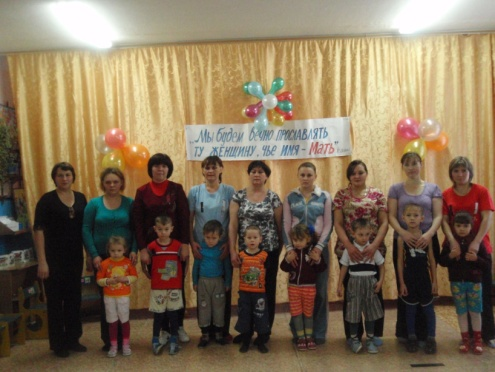 „Мы будем вечно прославлять
ту женщину, чье имя - Мать"